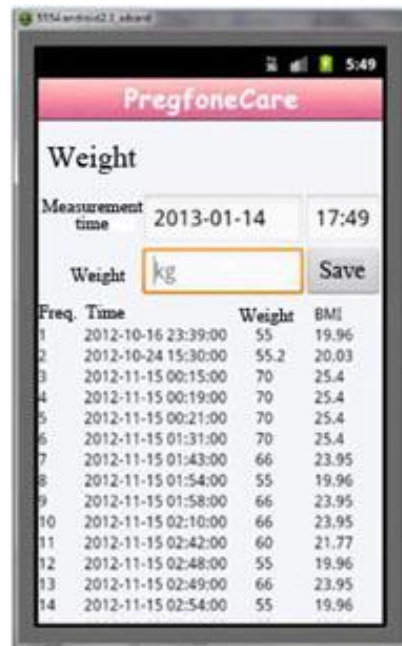 5554:android2.3_sdcard
5:49
PregfoneCare
Weight
Measurement time 2013-01-14 17:49
Weight kg Save
Freq. Time Weight BMI
1 2012-10-16 23:39:00 55 19.96
2 2012-10-24 15:30:00 55.2 20.03
3 2012-11-15 00:15:00 70 25.4
4 2012-11-15 00:19:00 70 25.4
5 2012-11-15 00:21:00 70 25.4
6 2012-11-15 01:31:00 70 25.4
7 2012-11-15 01:43:00 66 23.95
8 2012-11-15 01:54:00 55 19.96
9 2012-11-15 01:58:00 66 23.95
10 2012-11-15 02:10:00 66 23.95
11 2012-11-15 02:42:00 60 21.77
12 2012-11-15 02:48:00 55 19.96
13 2012-11-15 02:49:00 66 23.95
14 2012-11-15 02:54:00 55 19.96